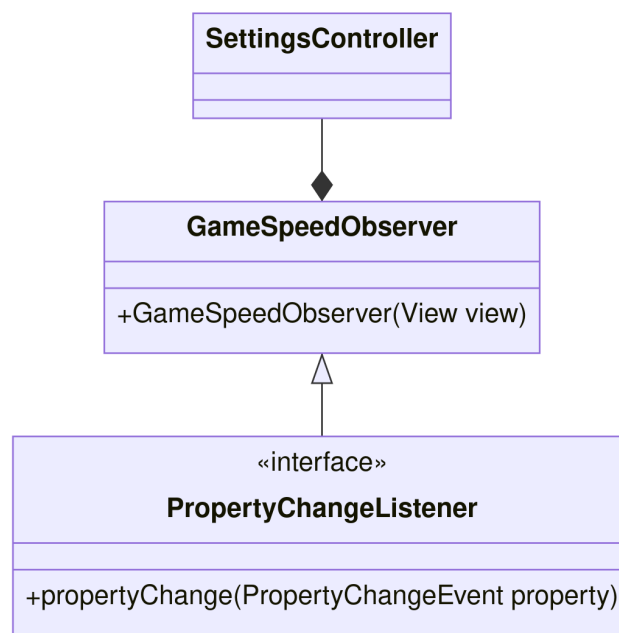 SettingsController
GameSpeedObserver
+GameSpeedObserver(View view)
«interface»
PropertyChangeListener
+propertyChange(PropertyChangeEvent property)